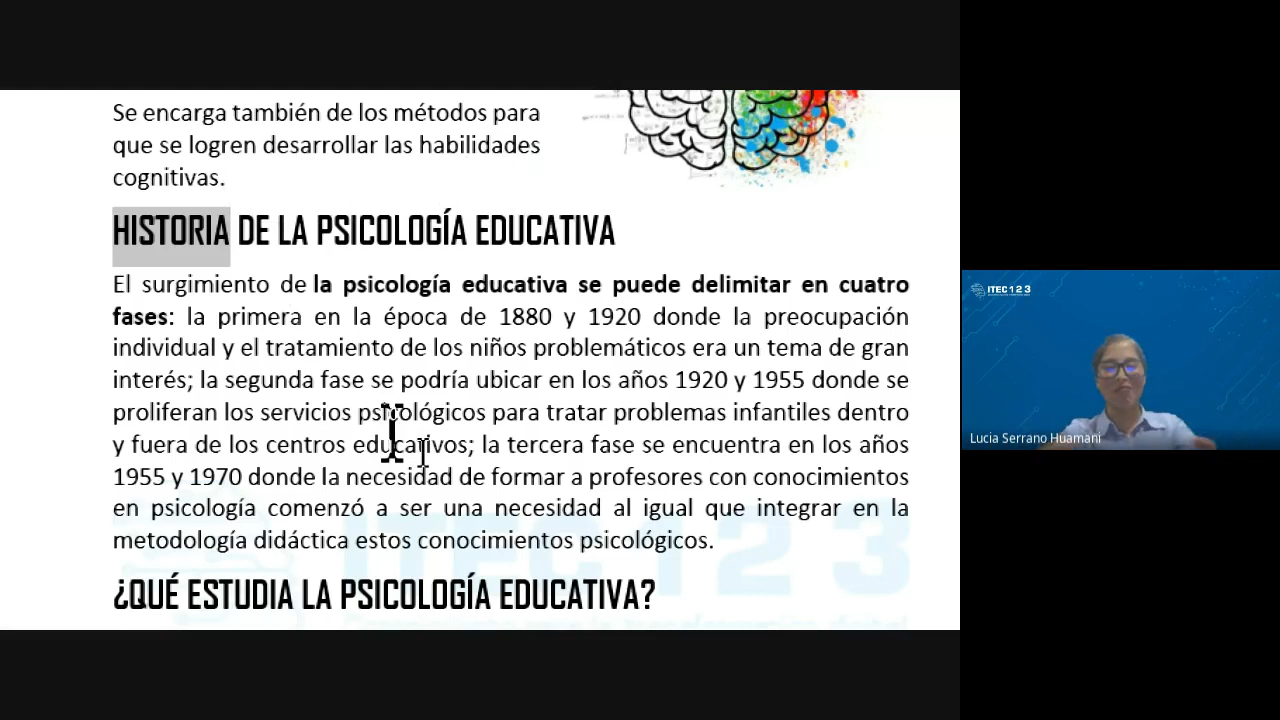 Se encarga también de los métodos para
que se logren desarrollar las habilidades
cognitivas.
HISTORIA DE LA PSICOLOGÍA EDUCATIVA
El surgimiento de la psicología educativa se puede delimitar en cuatro
fases: la primera en la época de 1880 y 1920 donde la preocupación
individual y el tratamiento de los niños problemáticos era un tema de gran
interés; la segunda fase se podría ubicar en los años 1920 y 1955 donde se
proliferan los servicios psicológicos para tratar problemas infantiles dentro
y fuera de los centros educativos; la tercera fase se encuentra en los años
1955 y 1970 donde la necesidad de formar a profesores con conocimientos
en psicología comenzó a ser una necesidad al igual que integrar en la
metodología didáctica estos conocimientos psicológicos.
ITEC 1 2 3
¿QUÉ ESTUDIA LA PSICOLOGÍA EDUCATIVA?
ITEC 1 2 3
Lucia Serrano Huamani